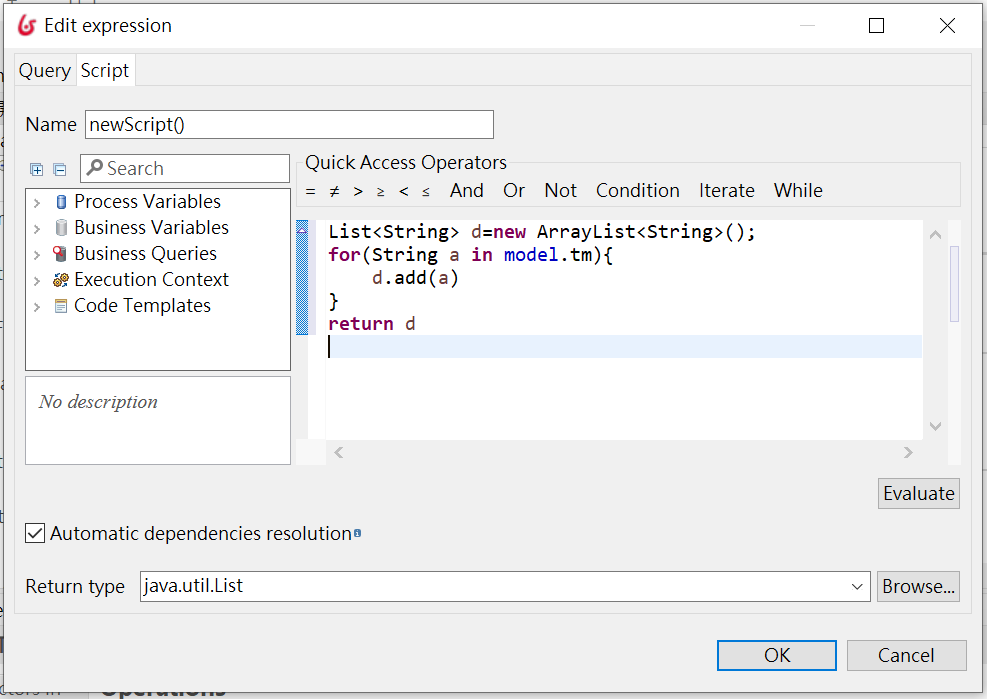 Edit expression
Query Script
Name newScript()
Search
Process Variables
Business Variables
Business Queries
Execution Context
Code Templates
No description
Quick Access Operators
= ≠ > ≥ < ≤ And Or Not Condition Iterate While
List<String> d=new ArrayList<String>();
for(String a in model.tm){
    d.add(a)
}
return d
Evaluate
Automatic dependencies resolution
Return type java.util.List Browse...
OK Cancel
Operations